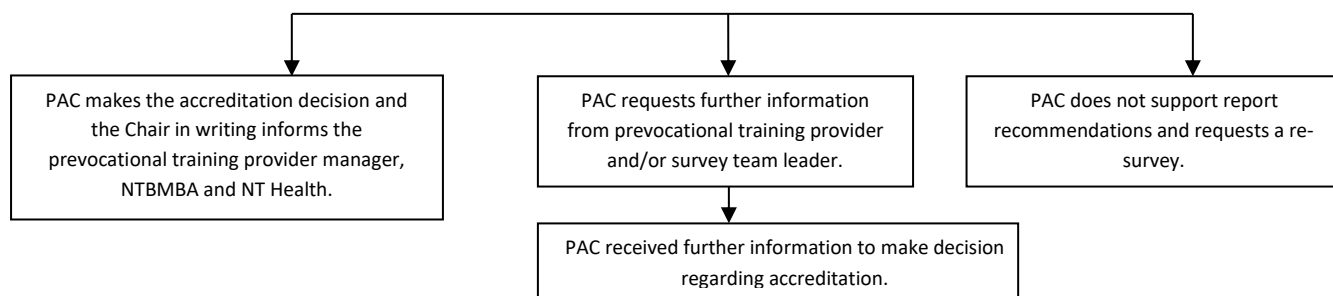 PAC makes the accreditation decision and
the Chair in writing informs the
prevocational training provider manager,
NTBMBA and NT Health.
PAC requests further information
from prevocational training provider
and/or survey team leader.
PAC does not support report
recommendations and requests a re-
survey.
PAC received further information to make decision
regarding accreditation.